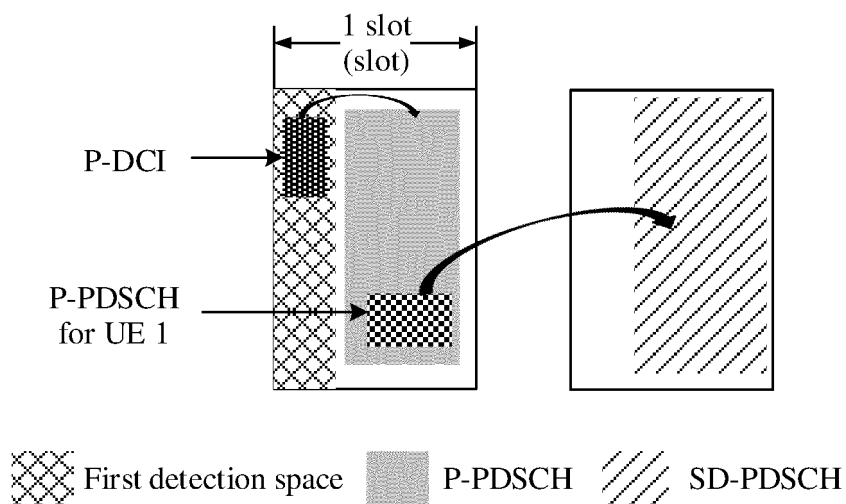 1 slot
(slot)
P-DCI
P-PDSCH
for UE 1
First detection space
P-PDSCH
SD-PDSCH